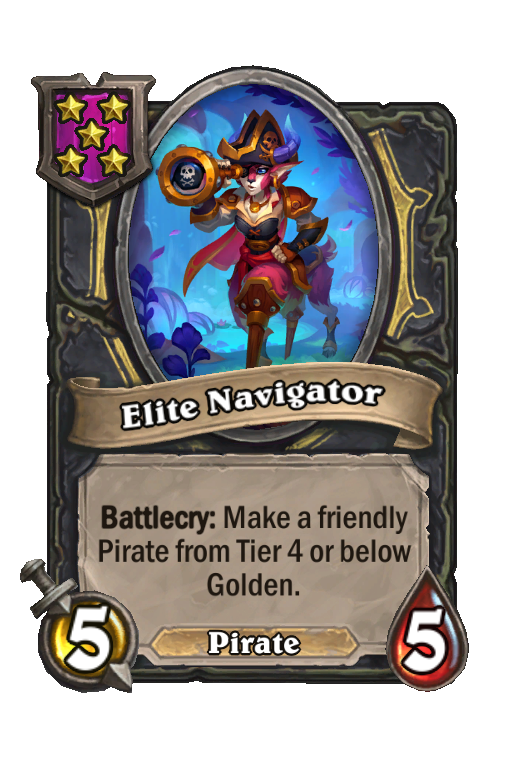 Elite Navigator
Battlecry: Make a friendly
Pirate from Tier 4 or below
Golden.
5
Pirate
5